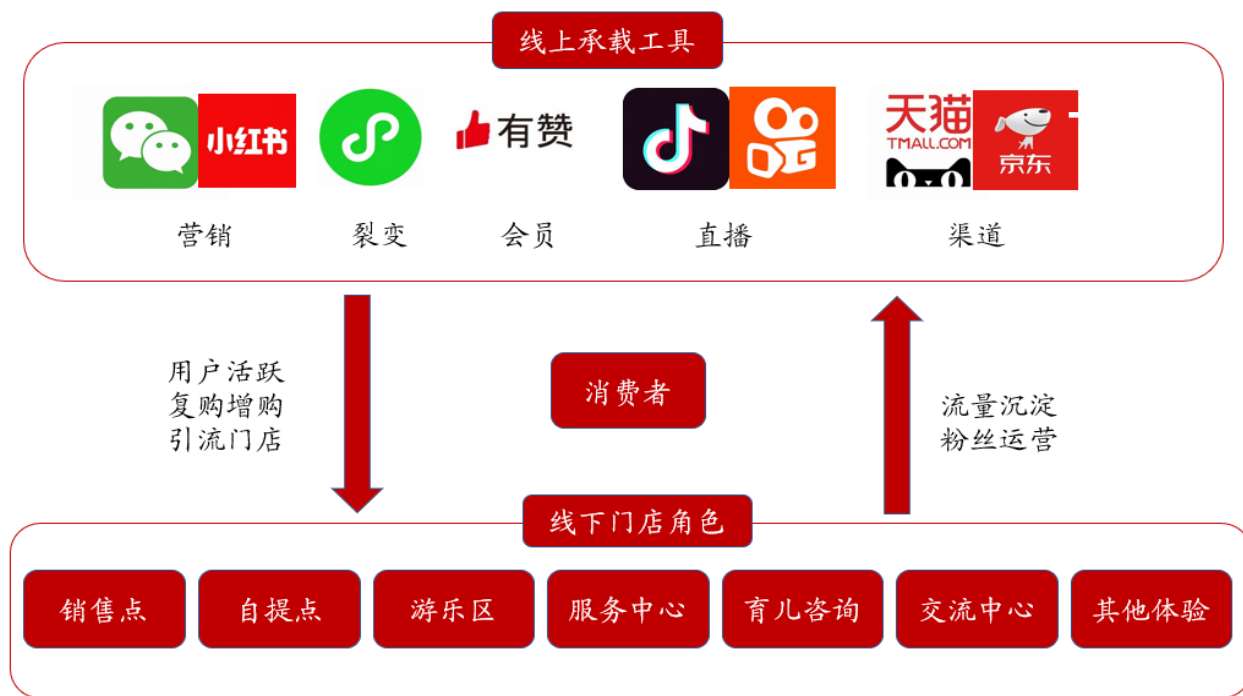 线上承载工具
小红书
有赞
天猫
TMALL.COM
京东
营销
裂变
会员
直播
渠道
用户活跃
复购增购
引流门店
消费者
流量沉淀
粉丝运营
线下门店角色
销售点
自提点
游乐区
服务中心
育儿咨询
交流中心
其他体验